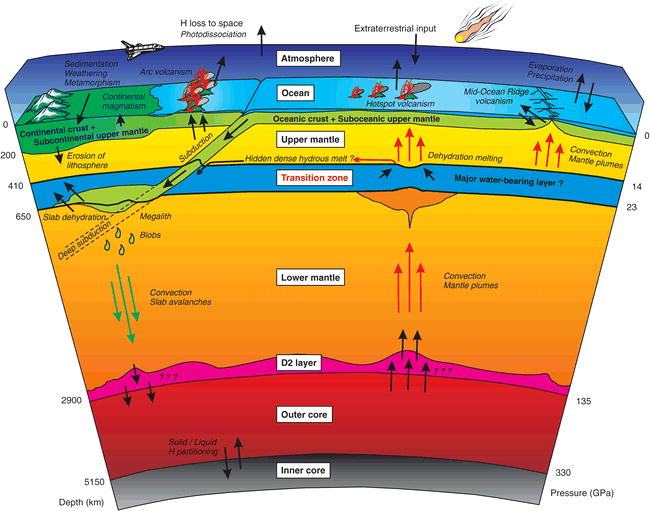 H loss to space
Photodissociation
Extraterrestrial input
Atmosphere
Sedimentation
Weathering
Metamorphism
Arc volcanism
Evaporation
Precipitation
Continental
magmatism
Ocean
Hotspot volcanism
Mid-Ocean Ridge
volcanism
0
Continental crust +
Subcontinental upper mantle
Oceanic crust + Suboceanic upper mantle
0
Upper mantle
200
Erosion of
lithosphere
Subduction
Hidden dense hydrous melt ?
Dehydration melting
Convection
Mantle plumes
410
Transition zone
Major water-bearing layer ?
14
650
Slab dehydration
Megalith
23
Deep subduction
Blobs
Lower mantle
Convection
Slab avalanches
Convection
Mantle plumes
D2 layer
? ? ?
? ? ?
2900
135
Outer core
Solid / Liquid
H partitioning
Inner core
5150
330
Depth (km)
Pressure (GPa)